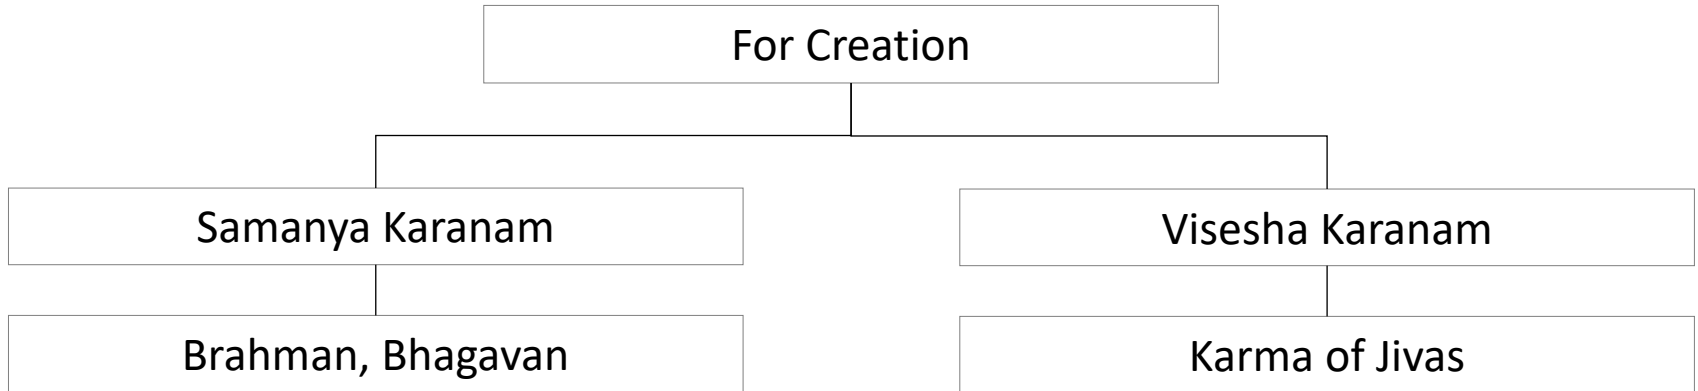 For Creation
Samanya Karanam
Visesha Karanam
Brahman, Bhagavan
Karma of Jivas